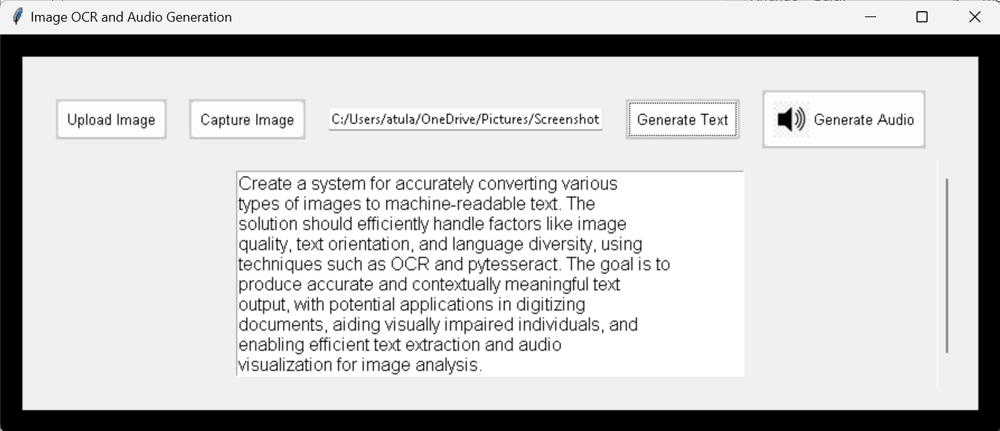 Image OCR and Audio Generation
Upload Image
Capture Image
C:/Users/atula/OneDrive/Pictures/Screenshot
Generate Text
Generate Audio
Create a system for accurately converting various
types of images to machine-readable text. The
solution should efficiently handle factors like image
quality, text orientation, and language diversity, using
techniques such as OCR and pytesseract. The goal is to
produce accurate and contextually meaningful text
output, with potential applications in digitizing
documents, aiding visually impaired individuals, and
enabling efficient text extraction and audio
visualization for image analysis.